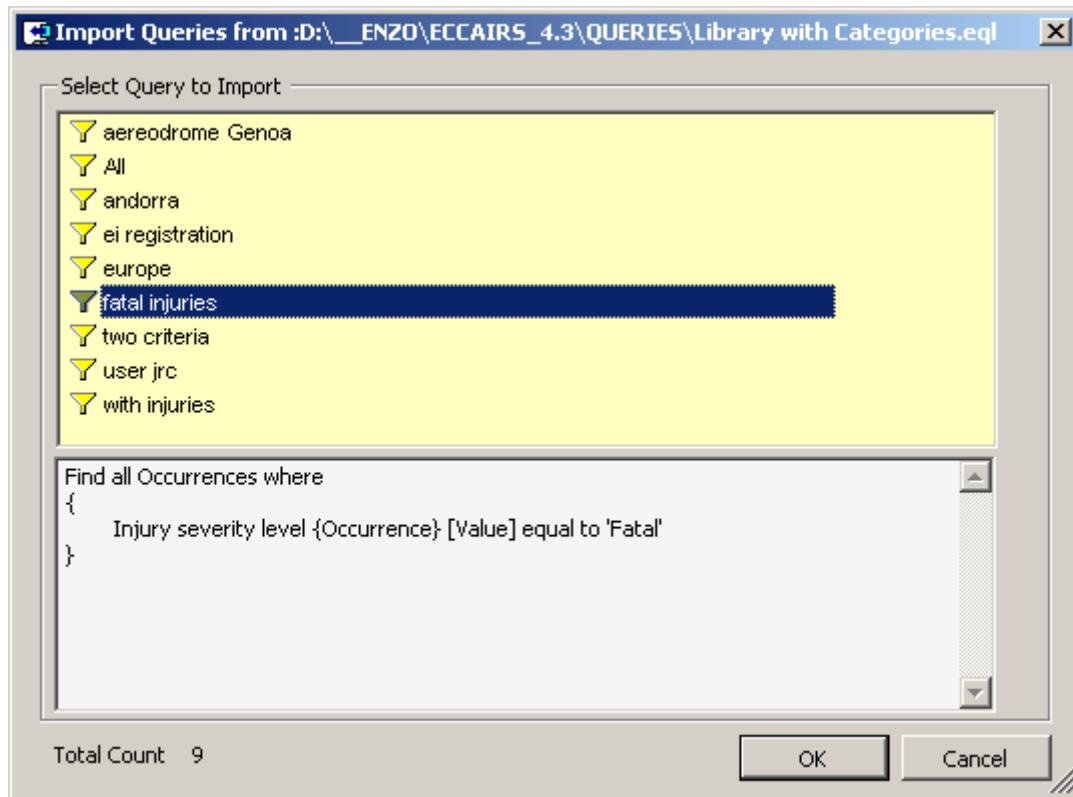 Import Queries from :D:\__ENZO\ECCAIRS_4.3\QUERIES\Library with Categories.eql
Select Query to Import
aereodrome Genoa
All
andorra
ei registration
europe
fatal injuries
two criteria
user jrc
with injuries
Find all Occurrences where
{
Injury severity level {Occurrence} [Value] equal to 'Fatal'
}
Total Count 9
OK Cancel